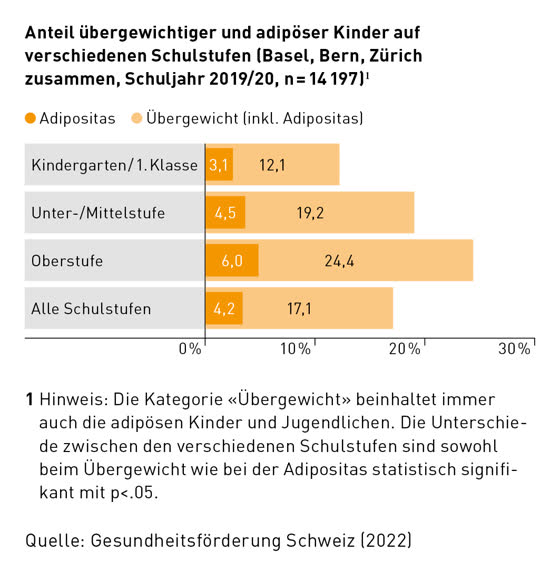 Anteil übergewichtiger und adipöser Kinder auf
verschiedenen Schulstufen (Basel, Bern, Zürich
zusammen, Schuljahr 2019/20, n = 14 197)¹
Adipositas Übergewicht (inkl. Adipositas)
Kindergarten/1. Klasse 3,1 12,1
Unter-/Mittelstufe 4,5 19,2
Oberstufe 6,0 24,4
Alle Schulstufen 4,2 17,1
0% 10% 20% 30%
1 Hinweis: Die Kategorie «Übergewicht» beinhaltet immer
auch die adipösen Kinder und Jugendlichen. Die Unterschie-
de zwischen den verschiedenen Schulstufen sind sowohl
beim Übergewicht wie bei der Adipositas statistisch signifi-
kant mit p<.05.
Quelle: Gesundheitsförderung Schweiz (2022)